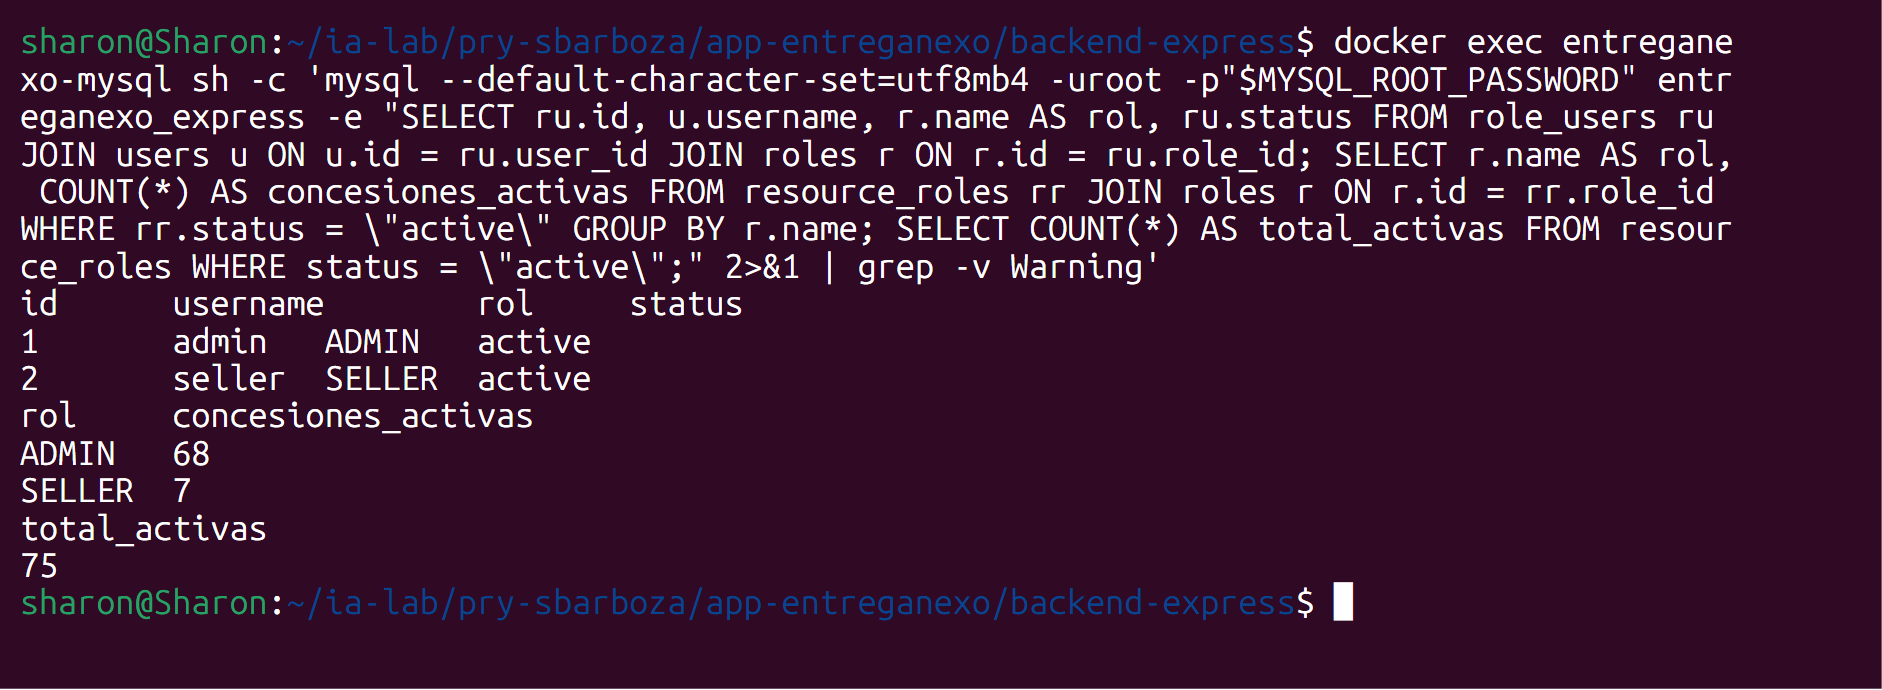 sharon@Sharon:~/ia-lab/pry-sbarboza/app-entreganexo/backend-express$ docker exec entregane
xo-mysql sh -c 'mysql --default-character-set=utf8mb4 -uroot -p"$MYSQL_ROOT_PASSWORD" entr
eganexo_express -e "SELECT ru.id, u.username, r.name AS rol, ru.status FROM role_users ru
JOIN users u ON u.id = ru.user_id JOIN roles r ON r.id = ru.role_id; SELECT r.name AS rol,
 COUNT(*) AS concesiones_activas FROM resource_roles rr JOIN roles r ON r.id = rr.role_id
WHERE rr.status = \"active\" GROUP BY r.name; SELECT COUNT(*) AS total_activas FROM resour
ce_roles WHERE status = \"active\";" 2>&1 | grep -v Warning'
id	username	rol	status
1	admin	ADMIN	active
2	seller	SELLER	active
rol	concesiones_activas
ADMIN	68
SELLER	7
total_activas
75
sharon@Sharon:~/ia-lab/pry-sbarboza/app-entreganexo/backend-express$